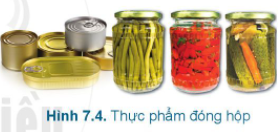 Hình 7.4. Thực phẩm đóng hộp